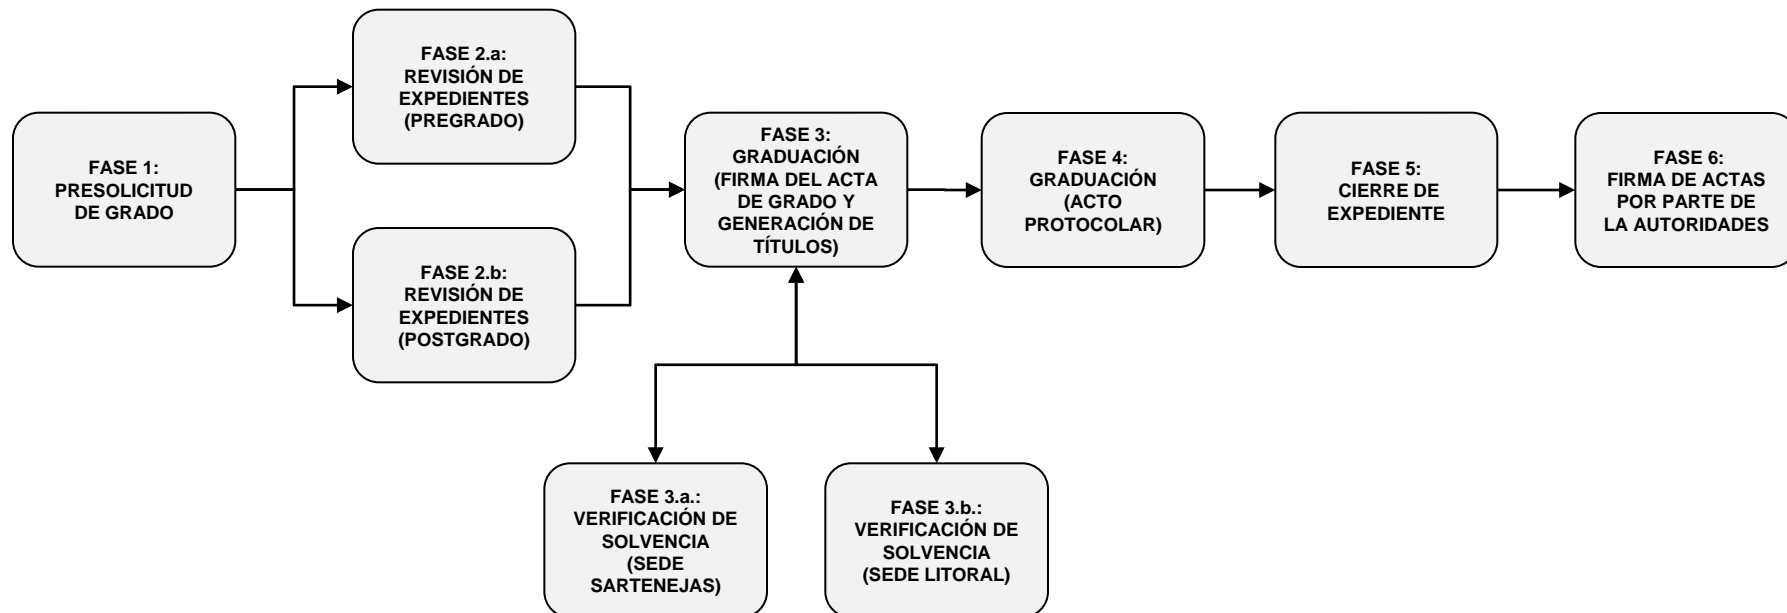 FASE 1:
PRESOLICITUD
DE GRADO
FASE 2.a:
REVISIÓN DE
EXPEDIENTES
(PREGRADO)
FASE 2.b:
REVISIÓN DE
EXPEDIENTES
(POSTGRADO)
FASE 3:
GRADUACIÓN
(FIRMA DEL ACTA
DE GRADO Y
GENERACIÓN DE
TÍTULOS)
FASE 3.a.:
VERIFICACIÓN DE
SOLVENCIA
(SEDE
SARTENEJAS)
FASE 3.b.:
VERIFICACIÓN DE
SOLVENCIA
(SEDE LITORAL)
FASE 4:
GRADUACIÓN
(ACTO
PROTOCOLAR)
FASE 5:
CIERRE DE
EXPEDIENTE
FASE 6:
FIRMA DE ACTAS
POR PARTE DE
LA AUTORIDADES